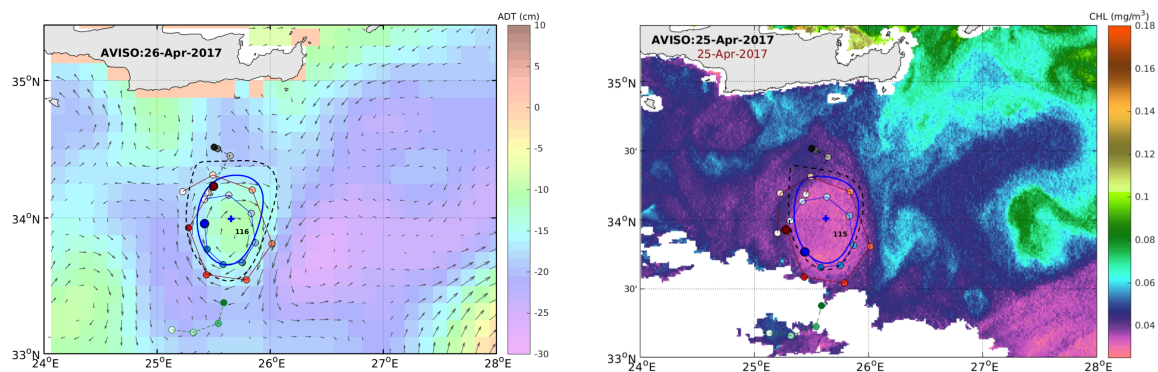 ADT (cm)
AVISO:26-Apr-2017
35°N
34°N
33°N
24°E
25°E
26°E
27°E
28°E
116
10
5
0
-5
-10
-15
-20
-25
-30
CHL (mg/m³)
AVISO:25-Apr-2017
25-Apr-2017
35°N
30'
34°N
30'
33°N
24°E
25°E
26°E
27°E
28°E
115
0.18
0.16
0.14
0.12
0.10
0.08
0.06
0.04